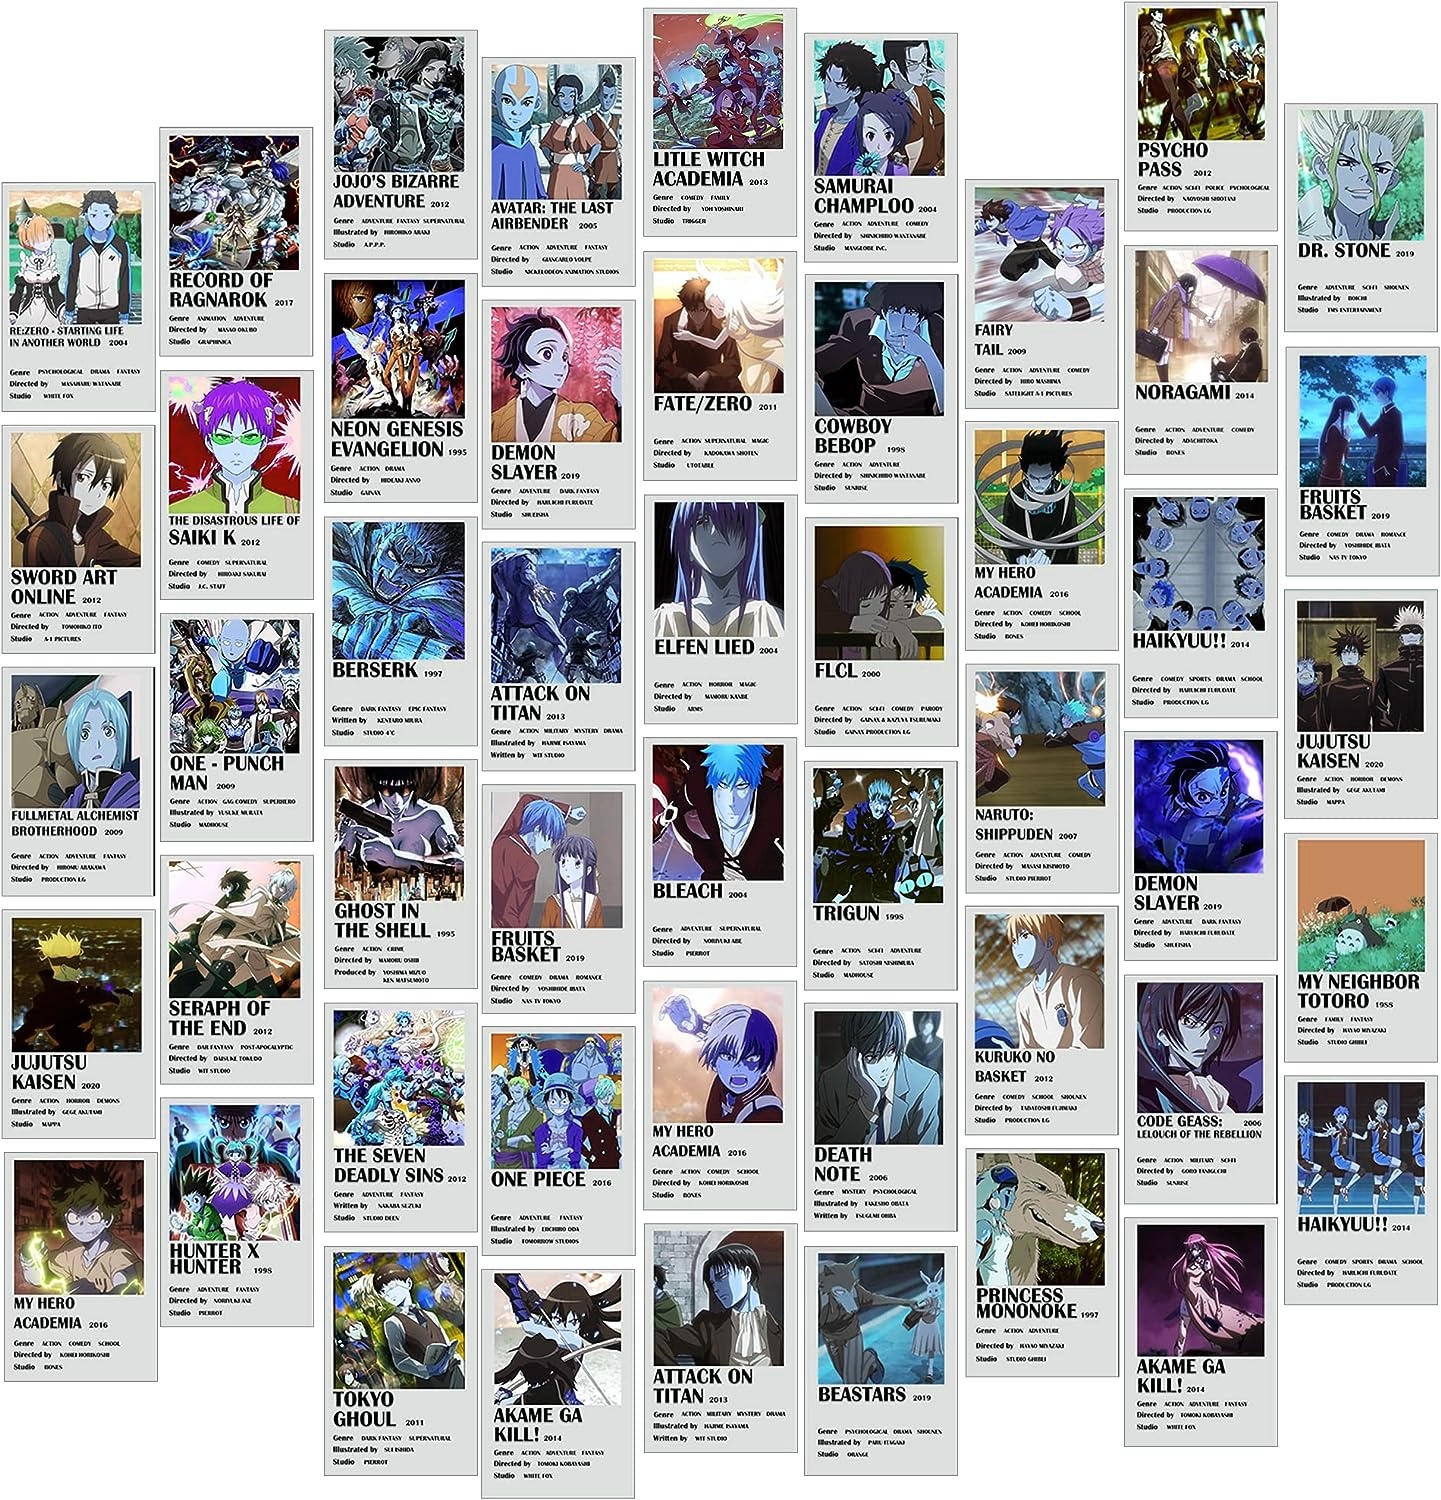 RE:ZERO - STARTING LIFE
IN ANOTHER WORLD 2004
Genre PSYCHOLOGICAL DRAMA FANTASY
Directed by MASAHARU WATANABE
Studio WHITE FOX
SWORD ART
ONLINE 2012
Genre ACTION ADVENTURE FANTASY
Directed by TOMOHIKO ITO
Studio A-1 PICTURES
FULLMETAL ALCHEMIST
BROTHERHOOD 2009
Genre ACTION ADVENTURE FANTASY
Directed by HIROMU ARAKAWA
Studio PRODUCTION I.G
JUJUTSU
KAISEN 2020
Genre ACTION HORROR DEMONS
Illustrated by GEGE AKUTAMI
Studio MAPPA
MY HERO
ACADEMIA 2016
Genre ACTION COMEDY SCHOOL
Directed by KOHEI HORIKOSHI
Studio BONES
RECORD OF
RAGNAROK 2017
Genre ANIMATION ADVENTURE
Directed by MASAO OKUBO
Studio GRAPHINICA
THE DISASTROUS LIFE OF
SAIKI K 2012
Genre COMEDY SUPERNATURAL
Directed by HIROAKI SAKURAI
Studio J.C. STAFF
ONE - PUNCH
MAN 2009
Genre ACTION GAG COMEDY SUPERHERO
Illustrated by YUSUKE MURATA
Studio MADHOUSE
SERAPH OF
THE END 2012
Genre DAR FANTASY POST-APOCALYPTIC
Directed by DAISUKE TOKUDO
Studio WIT STUDIO
HUNTER X
HUNTER 1998
Genre ADVENTURE FANTASY
Directed by NORIYUKI ANE
Studio PIERROT
JOJO'S BIZARRE
ADVENTURE 2012
Genre ADVENTURE FANTASY SUPERNATURAL
Illustrated by HIROHIKO ARAKI
Studio A.P.P.P.
NEON GENESIS
EVANGELION 1995
Genre ACTION DRAMA
Directed by HIDEAKI ANNO
Studio GAINAX
BERSERK 1997
Genre DARK FANTASY EPIC FANTASY
Written by KENTARO MIURA
Studio STUDIO 4°C
GHOST IN
THE SHELL 1995
Genre ACTION CRIME
Directed by MAMORU OSHII
Produced by YOSHIMA MIZUO
KEN MATSUMOTO
THE SEVEN
DEADLY SINS 2012
Genre ADVENTURE FANTASY
Written by NAKABA SUZUKI
Studio STUDIO DEEN
TOKYO
GHOUL 2011
Genre DARK FANTASY SUPERNATURAL
Illustrated by SUI ISHIDA
Studio PIERROT
AVATAR: THE LAST
AIRBENDER 2005
Genre ACTION ADVENTURE FANTASY
Directed by GIANCARLO VOLPE
Studio NICKELODEON ANIMATION STUDIOS
DEMON
SLAYER 2019
Genre ADVENTURE DARK FANTASY
Directed by HARUICHI FURUDATE
Studio SHUEISHA
ATTACK ON
TITAN 2013
Genre ACTION MILITARY MYSTERY DRAMA
Illustrated by HAJIME ISAYAMA
Written by WIT STUDIO
FRUITS
BASKET 2019
Genre COMEDY DRAMA ROMANCE
Directed by YOSHIHIDE IBATA
Studio NAS TV TOKYO
ONE PIECE 2016
Genre ADVENTURE FANTASY
Illustrated by EIICHIRO ODA
Studio TOMORROW STUDIOS
AKAME GA
KILL! 2014
Genre ACTION ADVENTURE FANTASY
Directed by TOMOKI KOBAYASHI
Studio WHITE FOX
LITLE WITCH
ACADEMIA 2013
Genre COMEDY FAMILY
Directed by YOH YOSHINARI
Studio TRIGGER
FATE/ZERO 2011
Genre ACTION SUPERNATURAL MAGIC
Directed by KADOKAWA SHOTEN
Studio UTOTABLE
ELFEN LIED 2004
Genre ACTION HORROR MAGIC
Directed by MAMORU KANBE
Studio ARMS
BLEACH 2004
Genre ADVENTURE SUPERNATURAL
Directed by NORIYUKI ABE
Studio PIERROT
MY HERO
ACADEMIA 2016
Genre ACTION COMEDY SCHOOL
Directed by KOHEI HORIKOSHI
Studio BONES
ATTACK ON
TITAN 2013
Genre ACTION MILITARY MYSTERY DRAMA
Illustrated by HAJIME ISAYAMA
Written by WIT STUDIO
SAMURAI
CHAMPLOO 2004
Genre ACTION ADVENTURE COMEDY
Directed by SHINICHIRO WANTANABE
Studio MANGLOBE INC.
COWBOY
BEBOP 1998
Genre ACTION ADVENTURE
Directed by SHINICHIRO WANTANABE
Studio SUNRISE
FLCL 2000
Genre ACTION SCI-FI COMEDY PARODY
Directed by GAINAX & KAZUYA TSURUMAKI
Studio GAINAX PRODUCTION I.G
TRIGUN 1998
Genre ACTION SCI-FI ADVENTURE
Directed by SATOSHI NISHIMURA
Studio MADHOUSE
DEATH
NOTE 2006
Genre MYSTERY PSYCHOLOGICAL
Illustrated by TAKESHO OBATA
Written by TSUGUMI OHBA
BEASTARS 2019
Genre PSYCHOLOGICAL DRAMA SHOUNEN
Illustrated by PARU ITAGAKI
Studio ORANGE
FAIRY
TAIL 2009
Genre ACTION ADVENTURE COMEDY
Directed by HIRO MASHIMA
Studio SATELIGHT A-1 PICTURES
MY HERO
ACADEMIA 2016
Genre ACTION COMEDY SCHOOL
Directed by KOHEI HORIKOSHI
Studio BONES
NARUTO:
SHIPPUDEN 2007
Genre ACTION ADVENTURE COMEDY
Directed by MASASI KISIMOTO
Studio STUDIO PIERROT
KURUKO NO
BASKET 2012
Genre COMEDY SCHOOL SHOUNEN
Directed by TADATOSHI FUJIMAKI
Studio PRODUCTION I.G
PRINCESS
MONONOKE 1997
Genre ACTION ADVENTURE
Directed by HAYAO MIYAZAKI
Studio STUDIO GHIBLI
PSYCHO
PASS 2012
Genre ACTION SCI-FI POLICE PYCHOLOGICAL
Directed by NAOYOSHI SHIOTANI
Studio PRODUCTION I.G
NORAGAMI 2014
Genre ACTION ADVENTURE COMEDY
Directed by ADACHITOKA
Studio BONES
HAIKYUU!! 2014
Genre COMEDY SPORTS DRAMA SCHOOL
Directed by HARUICHI FURUDATE
Studio PRODUCTION I.G
DEMON
SLAYER 2019
Genre ADVENTURE DARK FANTASY
Directed by HARUICHI FURUDATE
Studio SHUEISHA
CODE GEASS: 2006
LELOUCH OF THE REBELLION
Genre ACTION MILITARY SCI-FI
Directed by GORO TANIGUCHI
Studio SUNRISE
AKAME GA
KILL! 2014
Genre ACTION ADVENTURE FANTASY
Directed by TOMOKI KOBAYASHI
Studio WHITE FOX
DR. STONE 2019
Genre ADVENTURE SCI-FI SHOUNEN
Illustrated by BOICHI
Studio TMS ENTERTAINMENT
FRUITS
BASKET 2019
Genre COMEDY DRAMA ROMANCE
Directed by YOSHIHIDE IBATA
Studio NAS TV TOKYO
JUJUTSU
KAISEN 2020
Genre ACTION HORROR DEMONS
Illustrated by GEGE AKUTAMI
Studio MAPPA
MY NEIGHBOR
TOTORO 1988
Genre FAMILY FANTASY
Directed by HAYAO MIYAZAKI
Studio STUDIO GHIBLI
HAIKYUU!! 2014
Genre COMEDY SPORTS DRAMA SCHOOL
Directed by HARUICHI FURUDATE
Studio PRODUCTION I.G